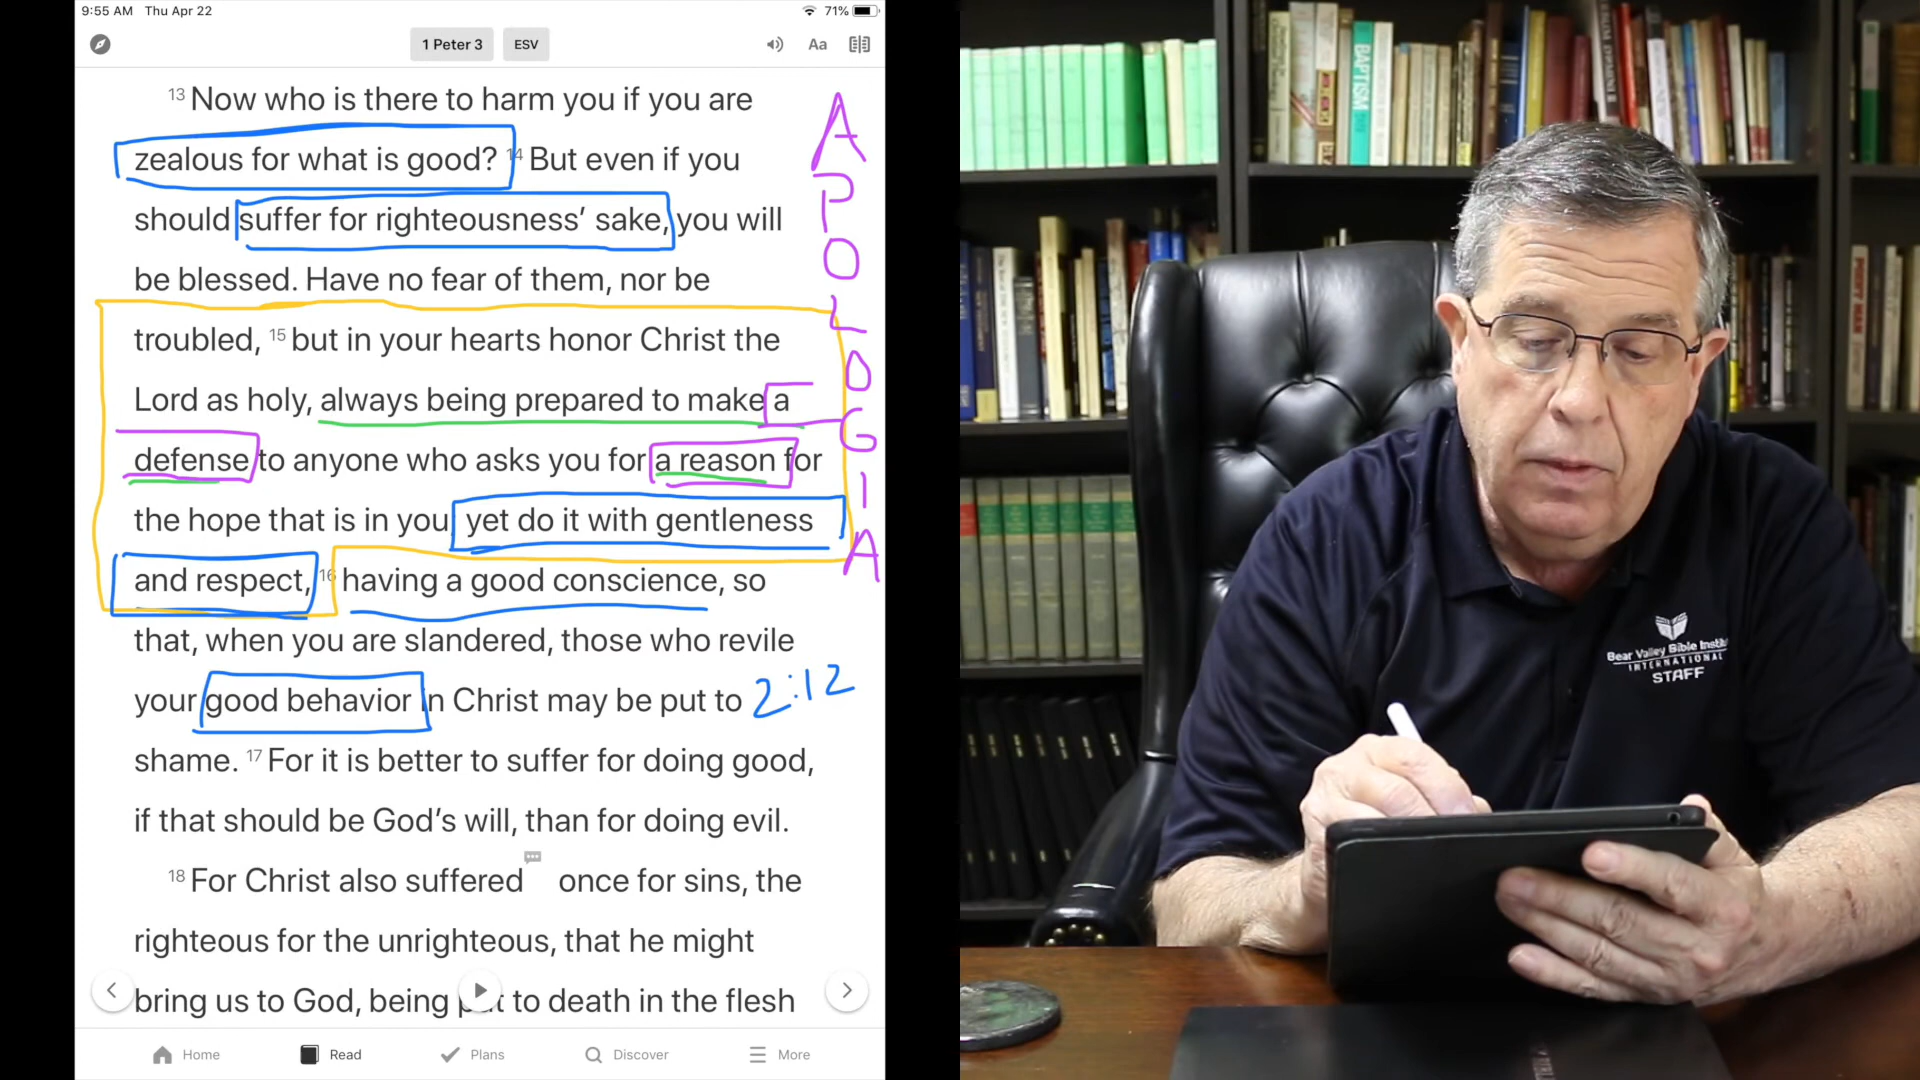 9:55 AM Thu Apr 22
71%
1 Peter 3 ESV
Aa
13 Now who is there to harm you if you are
zealous for what is good? 14 But even if you
should suffer for righteousness’ sake, you will
be blessed. Have no fear of them, nor be
troubled, 15 but in your hearts honor Christ the
Lord as holy, always being prepared to make a
defense to anyone who asks you for a reason for
the hope that is in you yet do it with gentleness
and respect, 16 having a good conscience, so
that, when you are slandered, those who revile
your good behavior in Christ may be put to
shame. 17 For it is better to suffer for doing good,
if that should be God’s will, than for doing evil.
18 For Christ also suffered once for sins, the
righteous for the unrighteous, that he might
bring us to God, being put to death in the flesh
APOLOGIA
2:12
Home Read Plans Discover More
BAPTISM
Bear Valley Bible Instit
INTERNATIONAL
STAFF